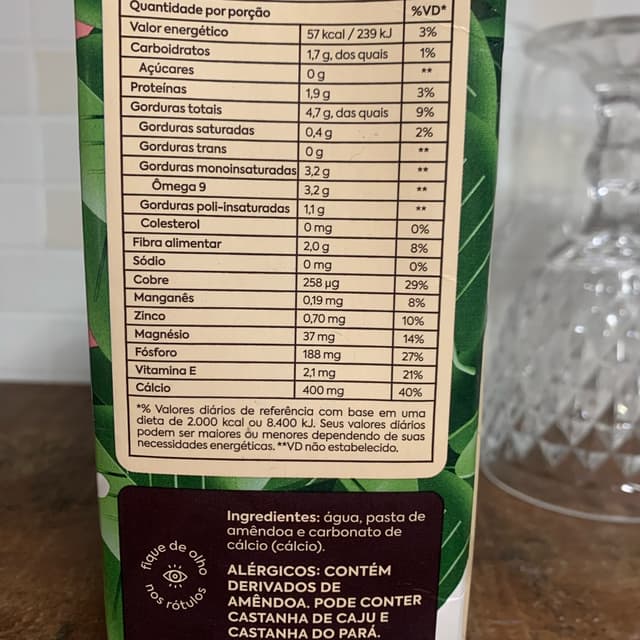 Quantidade por porção %VD*
Valor energético 57 kcal / 239 kJ 3%
Carboidratos 1,7 g, dos quais 1%
Açúcares 0 g **
Proteínas 1,9 g 3%
Gorduras totais 4,7 g, das quais 9%
Gorduras saturadas 0,4 g 2%
Gorduras trans 0 g **
Gorduras monoinsaturadas 3,2 g **
Ômega 9 3,2 g **
Gorduras poli-insaturadas 1,1 g **
Colesterol 0 mg 0%
Fibra alimentar 2,0 g 8%
Sódio 0 mg 0%
Cobre 258 µg 29%
Manganês 0,19 mg 8%
Zinco 0,70 mg 10%
Magnésio 37 mg 14%
Fósforo 188 mg 27%
Vitamina E 2,1 mg 21%
Cálcio 400 mg 40%
*% Valores diários de referência com base em uma
dieta de 2.000 kcal ou 8.400 kJ. Seus valores diários
podem ser maiores ou menores dependendo de suas
necessidades energéticas. **VD não estabelecido.
Ingredientes: água, pasta de
amêndoa e carbonato de
cálcio (cálcio).
fique de olho
nos rótulos
ALÉRGICOS: CONTÉM
DERIVADOS DE
AMÊNDOA. PODE CONTER
CASTANHA DE CAJU E
CASTANHA DO PARÁ.